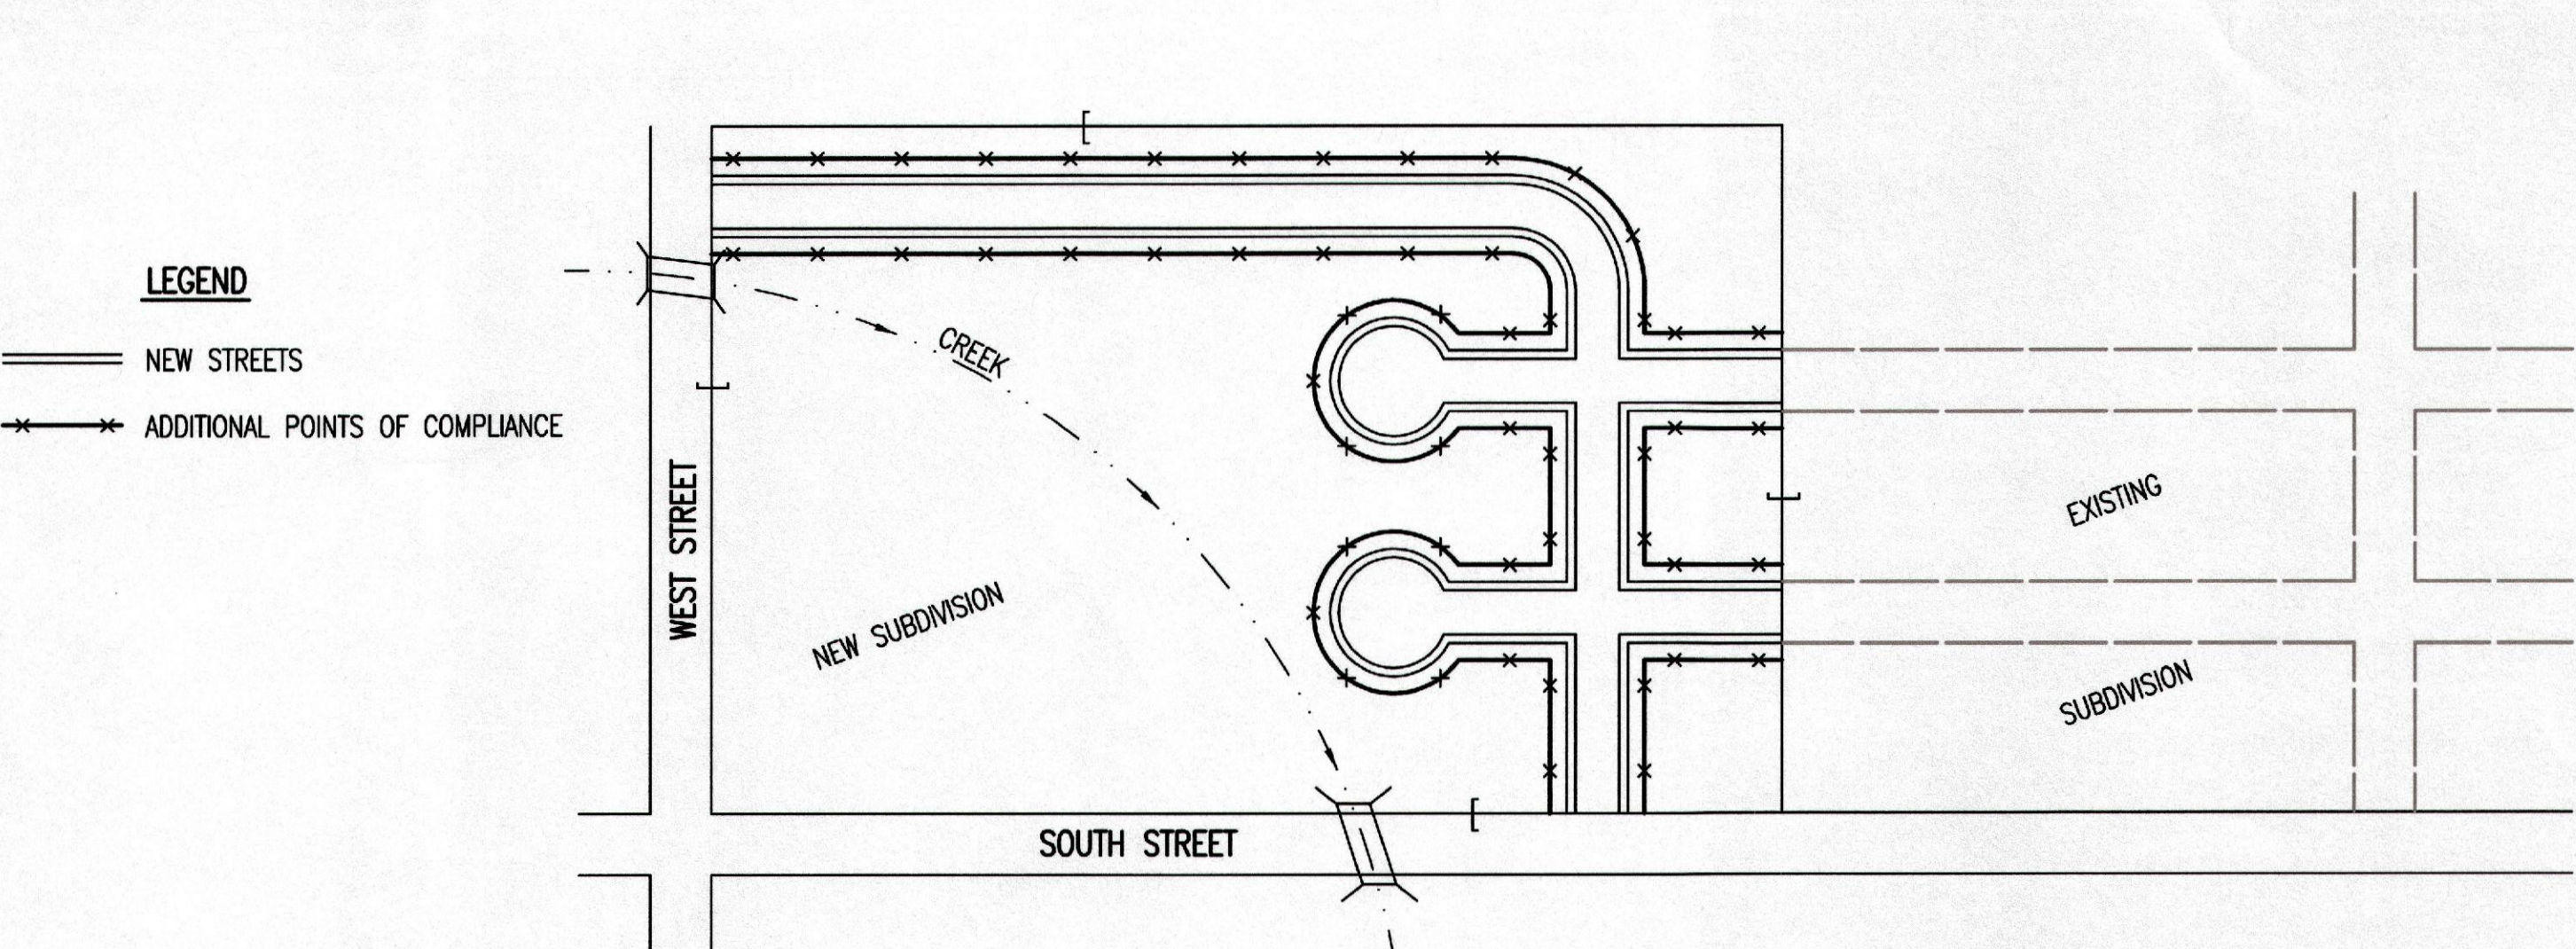 LEGEND
NEW STREETS
ADDITIONAL POINTS OF COMPLIANCE
WEST STREET
CREEK
NEW SUBDIVISION
SOUTH STREET
EXISTING
SUBDIVISION